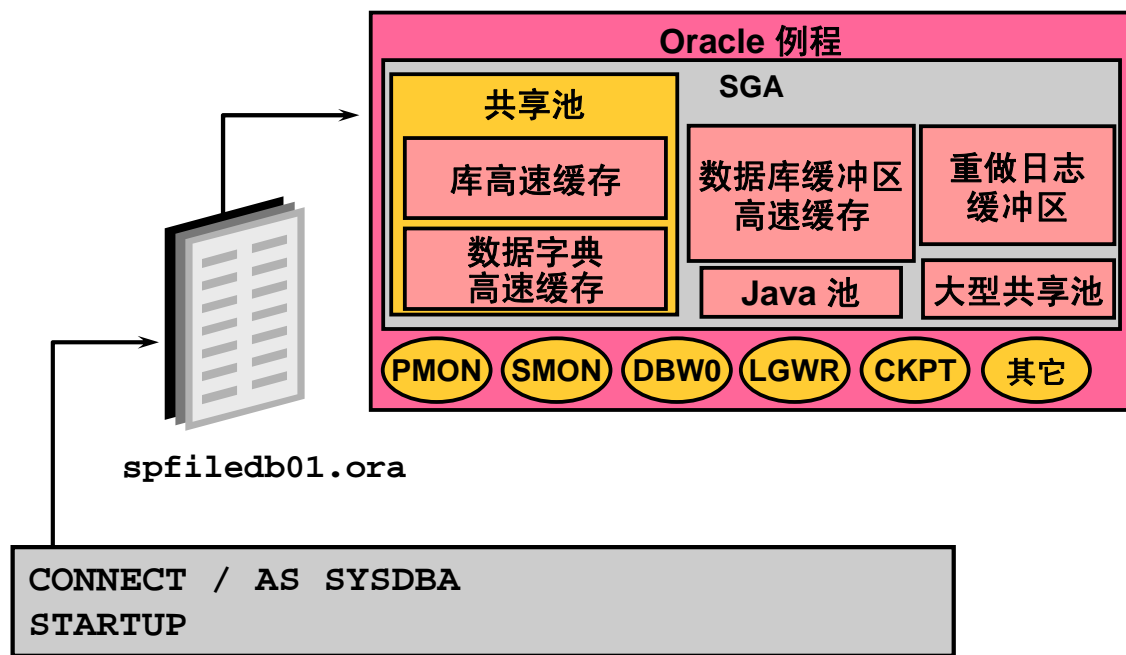 Oracle 例程
SGA
共享池
库高速缓存
数据字典
高速缓存
数据库缓冲区
高速缓存
重做日志
缓冲区
Java 池
大型共享池
PMON
SMON
DBW0
LGWR
CKPT
其它
spfiledb01.ora
CONNECT / AS SYSDBA
STARTUP